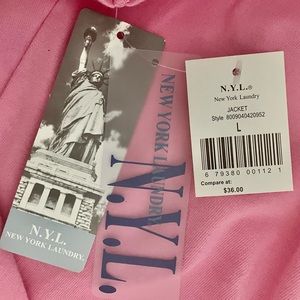 N.Y.L.
NEW YORK LAUNDRY.
NEW YORK LAUNDRY
N.Y.L.
N.Y.L.®
New York Laundry
JACKET
Style 8009040420952
L
6 79380 00112 1
Compare at:
$36.00